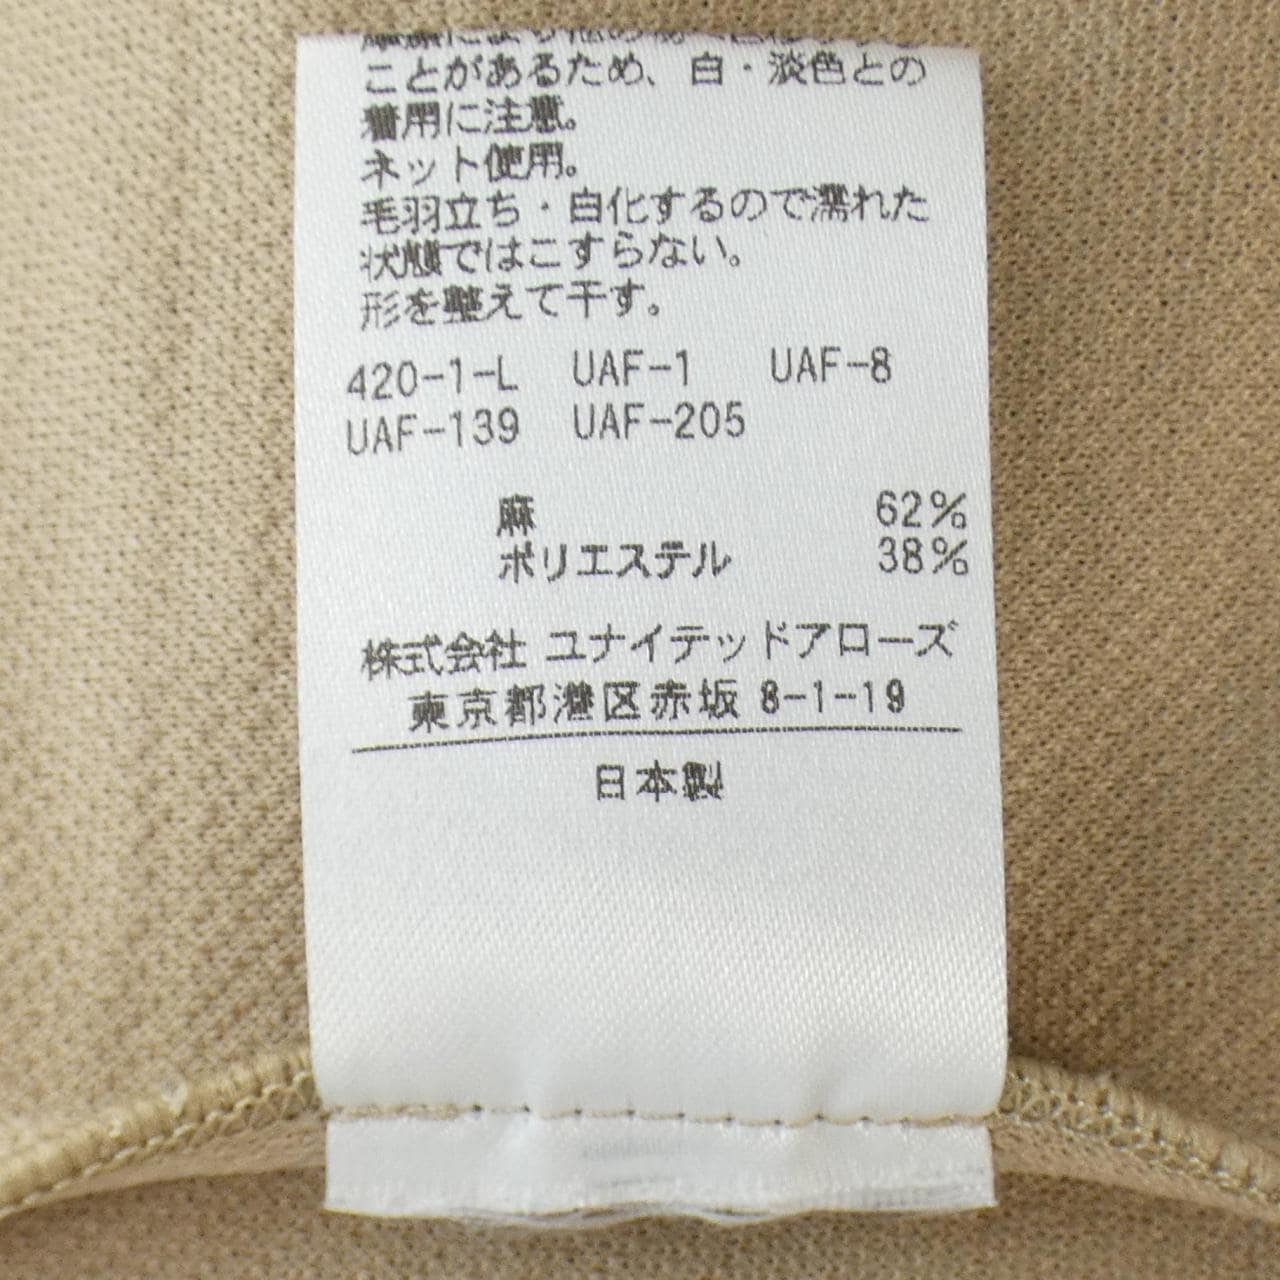 ことがあるため、白・淡色との
着用に注意。
ネット使用。
毛羽立ち・白化するので濡れた
状態ではこすらない。
形を整えて干す。
420-1-L UAF-1 UAF-8
UAF-139 UAF-205
麻 62%
ポリエステル 38%
株式会社 ユナイテッドアローズ
東京都港区赤坂 8-1-19
日本製